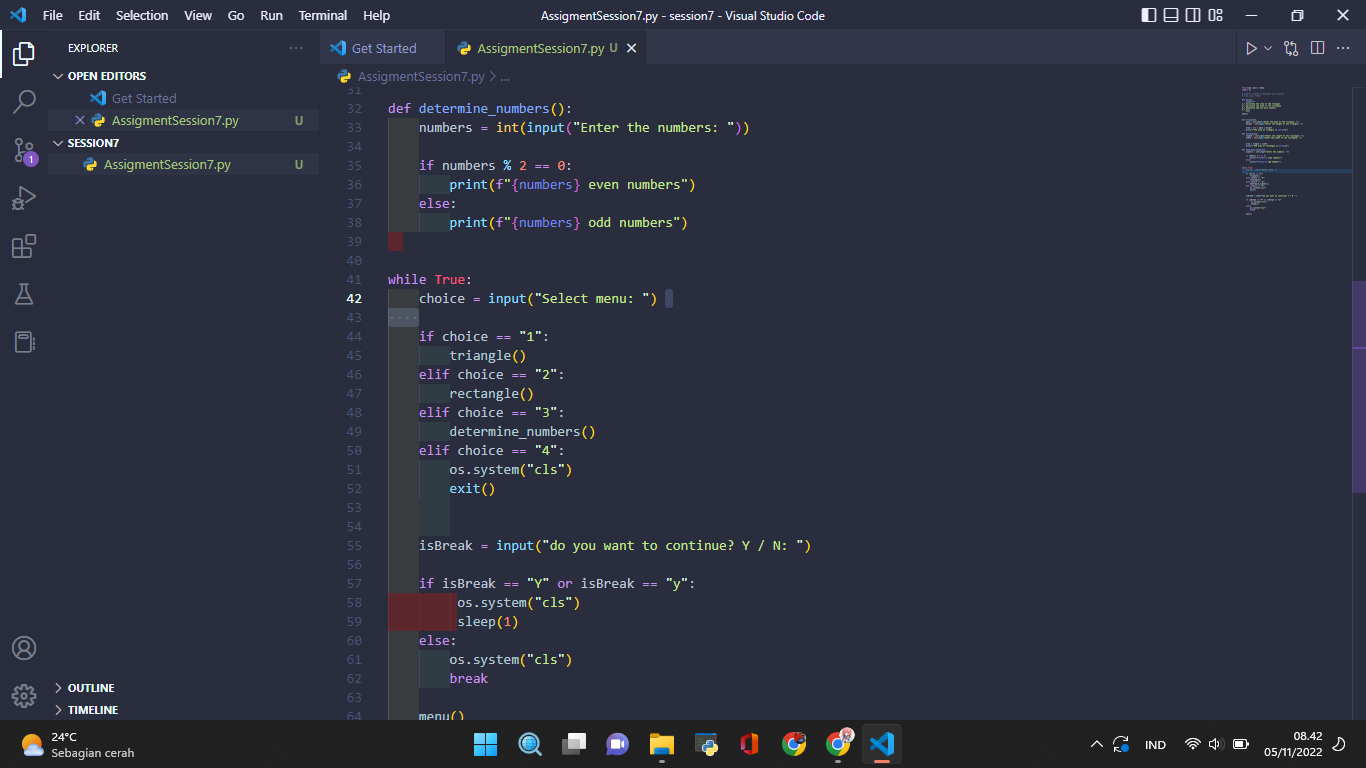 File Edit Selection View Go Run Terminal Help
AssigmentSession7.py - session7 - Visual Studio Code
EXPLORER
OPEN EDITORS
Get Started
AssigmentSession7.py U
SESSION7
AssigmentSession7.py U
OUTLINE
TIMELINE
1
Get Started
AssigmentSession7.py U
AssigmentSession7.py > ...
31
32 def determine_numbers():
33 numbers = int(input("Enter the numbers: "))
34
35 if numbers % 2 == 0:
36 print(f"{numbers} even numbers")
37 else:
38 print(f"{numbers} odd numbers")
39
40
41 while True:
42 choice = input("Select menu: ")
43
44 if choice == "1":
45 triangle()
46 elif choice == "2":
47 rectangle()
48 elif choice == "3":
49 determine_numbers()
50 elif choice == "4":
51 os.system("cls")
52 exit()
53
54
55 isBreak = input("do you want to continue? Y / N: ")
56
57 if isBreak == "Y" or isBreak == "y":
58 os.system("cls")
59 sleep(1)
60 else:
61 os.system("cls")
62 break
63
64 menu()
24°C
Sebagian cerah
IND
08.42
05/11/2022